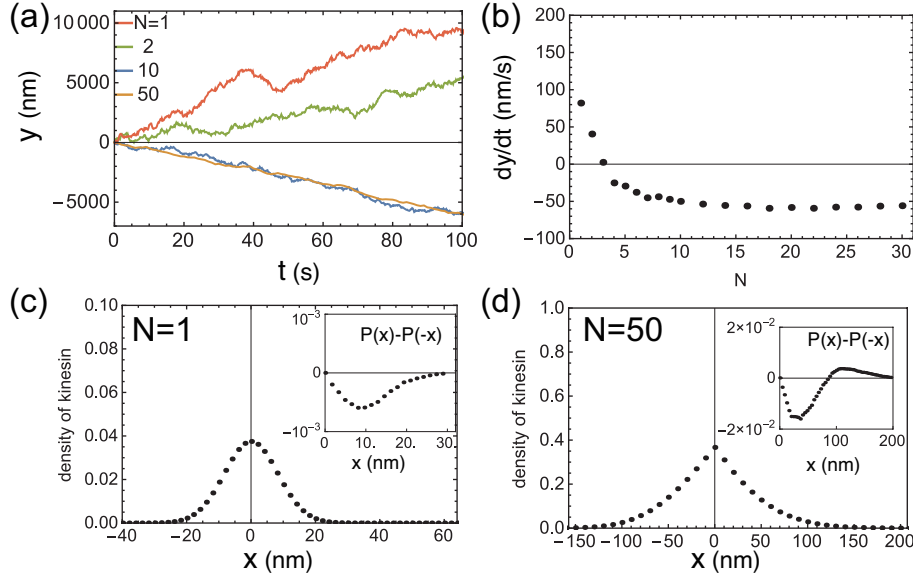 (a)
N=1
2
10
50
10000
5000
0
−5000
y (nm)
0 20 40 60 80 100
t (s)
(b)
200
150
100
50
0
−50
−100
dy/dt (nm/s)
0 5 10 15 20 25 30
N
(c)
N=1
0.10
0.08
0.06
0.04
0.02
0.00
density of kinesin
−40 −20 0 20 40 60
x (nm)
P(x)-P(-x)
10⁻³
0
−10⁻³
0 10 20 30
x (nm)
(d)
N=50
1.0
0.8
0.6
0.4
0.2
0.0
density of kinesin
−150 −100 −50 0 50 100 150 200
x (nm)
P(x)-P(-x)
2×10⁻²
0
−2×10⁻²
0 100 200
x (nm)